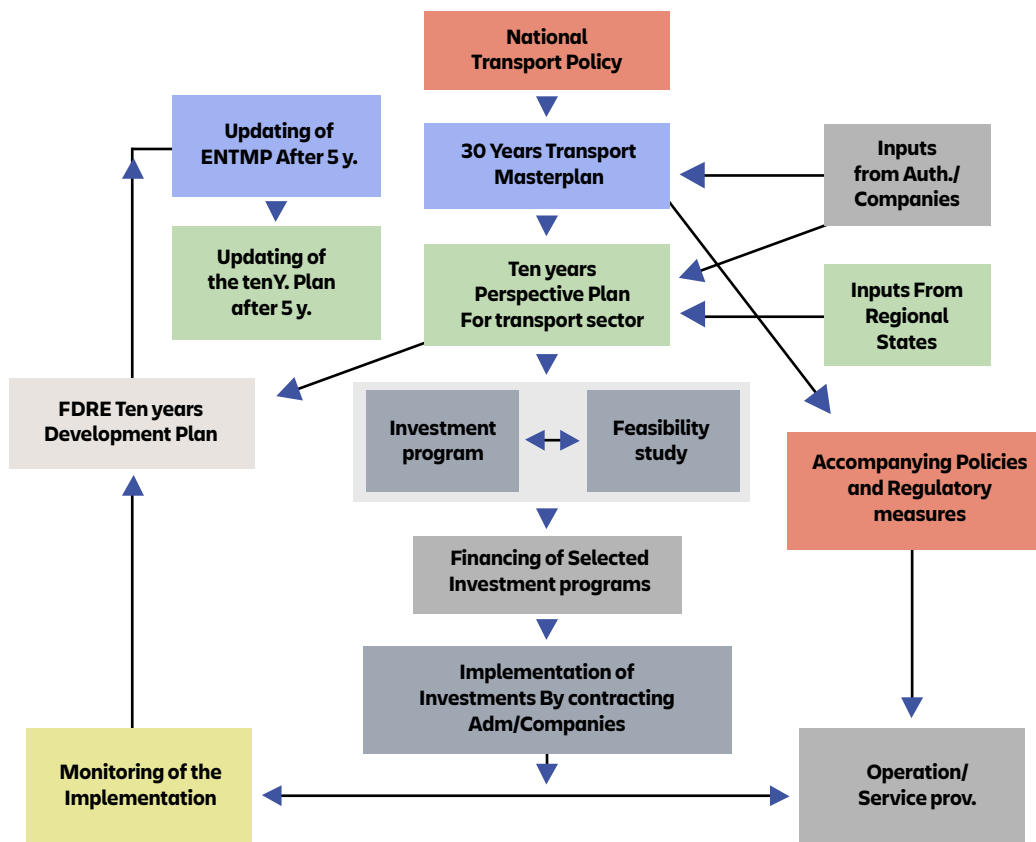 National
Transport Policy
Updating of
ENTMP After 5 y.
30 Years Transport
Masterplan
Inputs
from Auth./
Companies
Updating of
the tenY. Plan
after 5 y.
Ten years
Perspective Plan
For transport sector
Inputs From
Regional
States
FDRE Ten years
Development Plan
Investment
program
Feasibility
study
Accompanying Policies
and Regulatory
measures
Financing of Selected
Investment programs
Implementation of
Investments By contracting
Adm/Companies
Monitoring of the
Implementation
Operation/
Service prov.